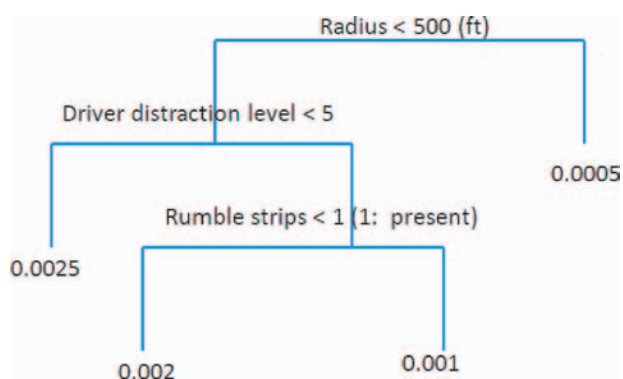 Radius < 500 (ft)
Driver distraction level < 5
0.0005
Rumble strips < 1 (1: present)
0.0025
0.002
0.001